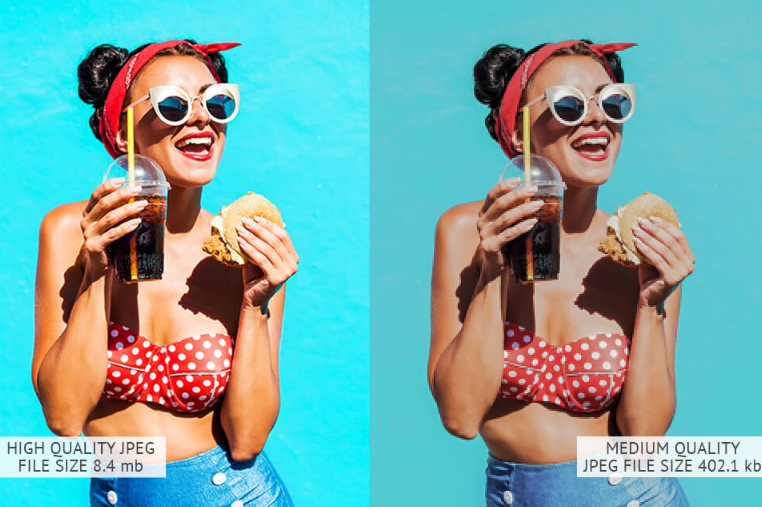 HIGH QUALITY JPEG
FILE SIZE 8.4 mb
MEDIUM QUALITY
JPEG FILE SIZE 402.1 kb